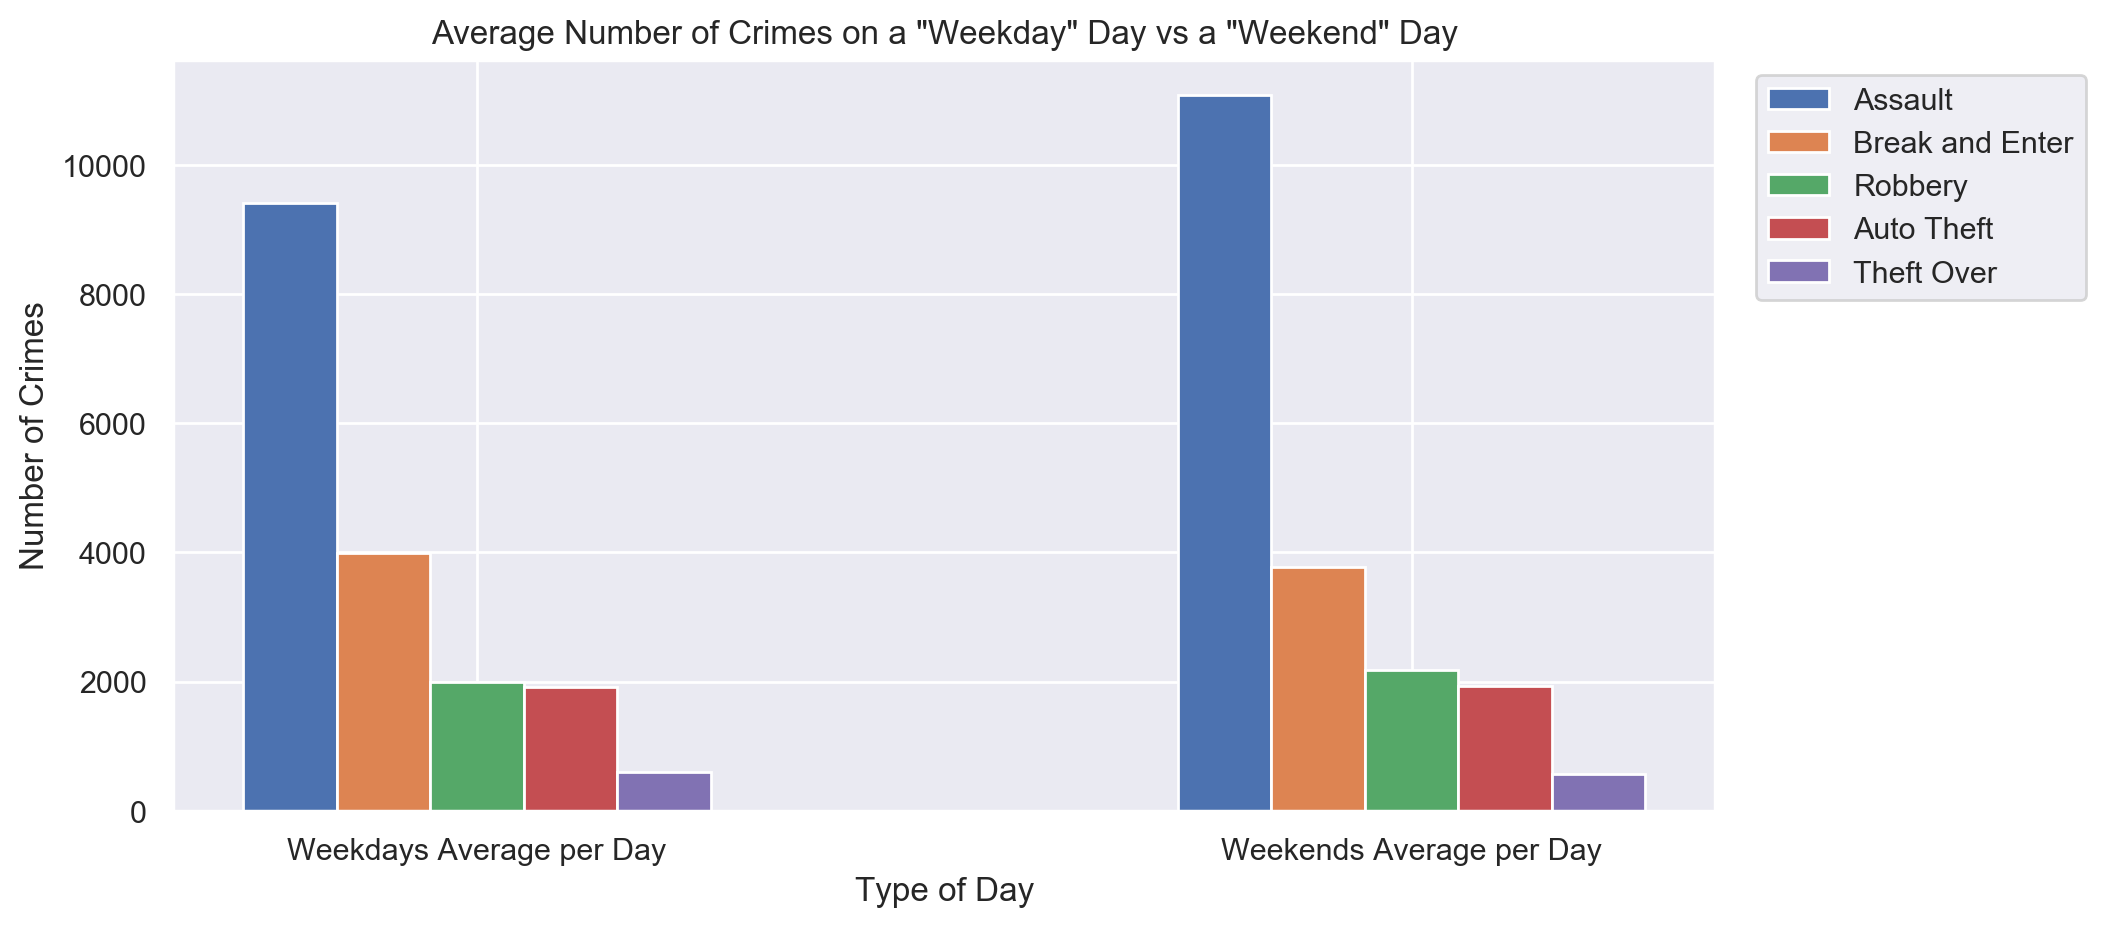 Average Number of Crimes on a "Weekday" Day vs a "Weekend" Day
Number of Crimes
10000
8000
6000
4000
2000
0
Weekdays Average per Day
Weekends Average per Day
Type of Day
Assault
Break and Enter
Robbery
Auto Theft
Theft Over